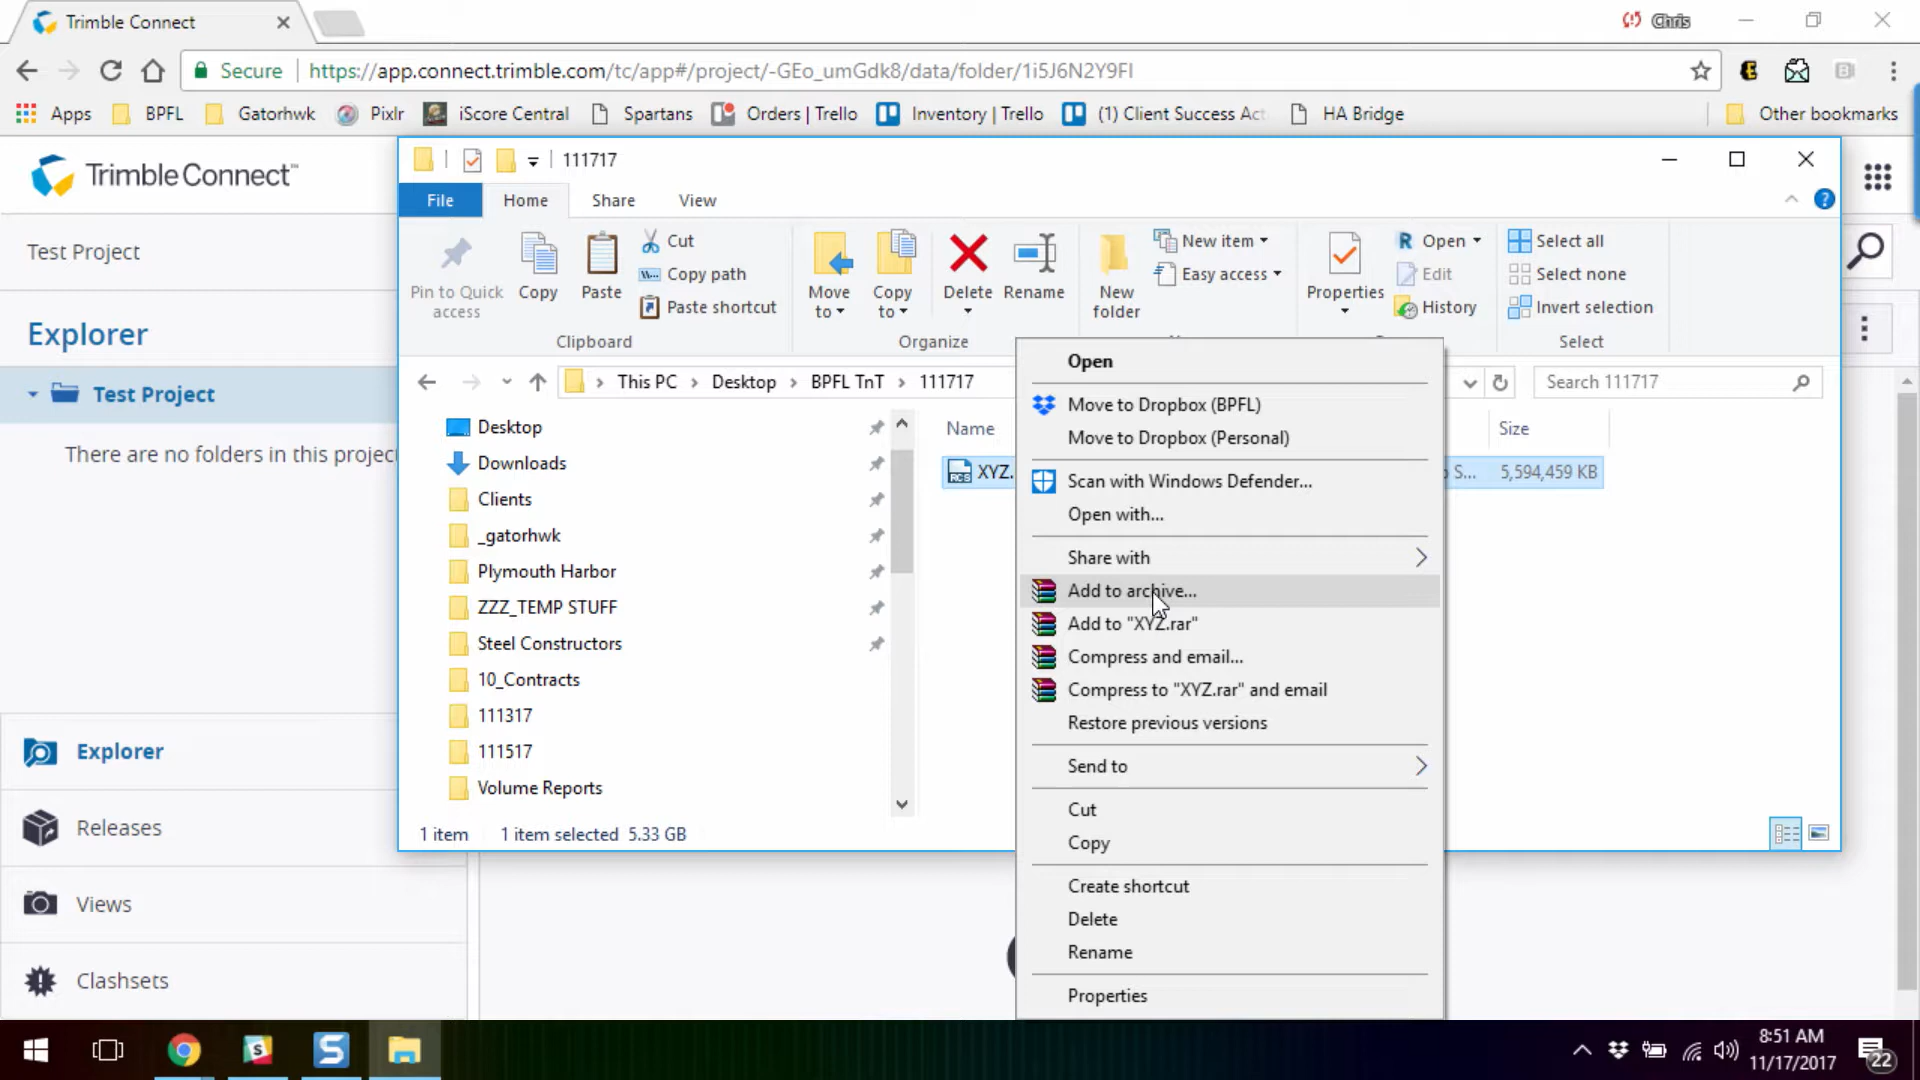 Trimble Connect
Chris
Secure https://app.connect.trimble.com/tc/app#/project/-GEo_umGdk8/data/folder/1i5J6N2Y9FI
Apps BPFL Gatorhwk Pixlr iScore Central Spartans Orders | Trello Inventory | Trello (1) Client Success Act HA Bridge Other bookmarks
Trimble Connect™
111717
File Home Share View
Test Project
Pin to Quick access
Copy
Paste
Cut
Copy path
Paste shortcut
Clipboard
Move to
Copy to
Delete
Rename
Organize
New folder
New item
Easy access
Properties
Open
Edit
History
Select all
Select none
Invert selection
Select
Explorer
Test Project
There are no folders in this projec
This PC > Desktop > BPFL TnT > 111717
Search 111717
Desktop
Downloads
Clients
_gatorhwk
Plymouth Harbor
ZZZ_TEMP STUFF
Steel Constructors
10_Contracts
111317
111517
Volume Reports
Name Size
XYZ. S... 5,594,459 KB
1 item 1 item selected 5.33 GB
Open
Move to Dropbox (BPFL)
Move to Dropbox (Personal)
Scan with Windows Defender...
Open with...
Share with
Add to archive...
Add to "XYZ.rar"
Compress and email...
Compress to "XYZ.rar" and email
Restore previous versions
Send to
Cut
Copy
Create shortcut
Delete
Rename
Properties
Explorer
Releases
Views
Clashsets
8:51 AM
11/17/2017
22